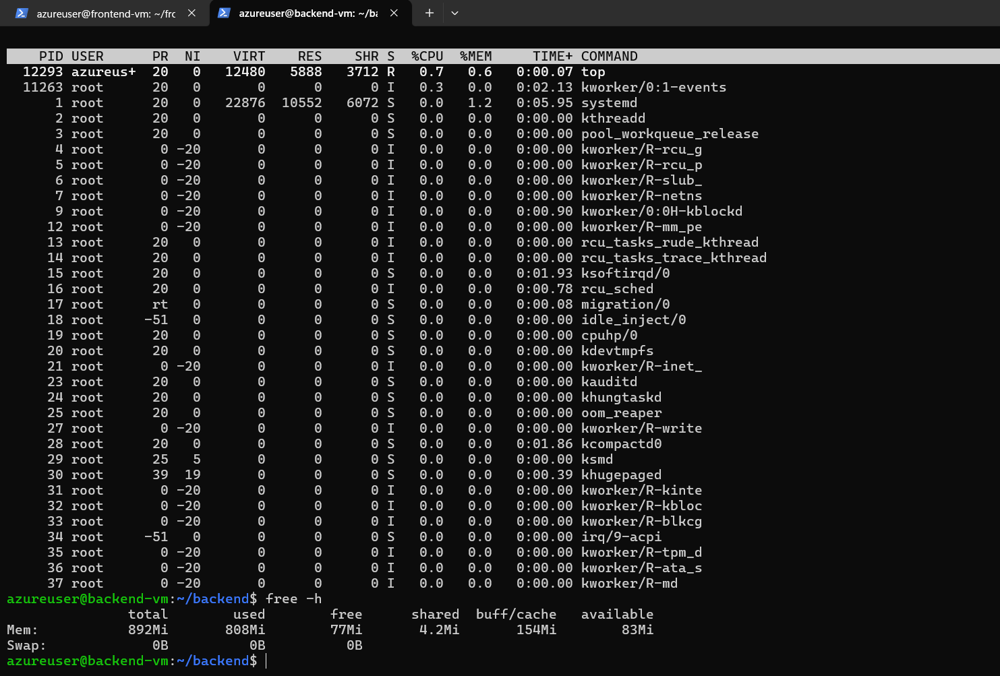 azureuser@frontend-vm: ~/frc
azureuser@backend-vm: ~/ba
PID USER PR NI VIRT RES SHR S %CPU %MEM TIME+ COMMAND
12293 azureus+ 20 0 12480 5888 3712 R 0.7 0.6 0:00.07 top
11263 root 20 0 0 0 0 I 0.3 0.0 0:02.13 kworker/0:1-events
1 root 20 0 22876 10552 6072 S 0.0 1.2 0:05.95 systemd
2 root 20 0 0 0 0 S 0.0 0.0 0:00.00 kthreadd
3 root 20 0 0 0 0 S 0.0 0.0 0:00.00 pool_workqueue_release
4 root 0 -20 0 0 0 I 0.0 0.0 0:00.00 kworker/R-rcu_g
5 root 0 -20 0 0 0 I 0.0 0.0 0:00.00 kworker/R-rcu_p
6 root 0 -20 0 0 0 I 0.0 0.0 0:00.00 kworker/R-slub_
7 root 0 -20 0 0 0 I 0.0 0.0 0:00.00 kworker/R-netns
9 root 0 -20 0 0 0 I 0.0 0.0 0:00.90 kworker/0:0H-kblockd
12 root 0 -20 0 0 0 I 0.0 0.0 0:00.00 kworker/R-mm_pe
13 root 20 0 0 0 0 I 0.0 0.0 0:00.00 rcu_tasks_rude_kthread
14 root 20 0 0 0 0 I 0.0 0.0 0:00.00 rcu_tasks_trace_kthread
15 root 20 0 0 0 0 S 0.0 0.0 0:01.93 ksoftirqd/0
16 root 20 0 0 0 0 I 0.0 0.0 0:00.78 rcu_sched
17 root rt 0 0 0 0 S 0.0 0.0 0:00.08 migration/0
18 root -51 0 0 0 0 S 0.0 0.0 0:00.00 idle_inject/0
19 root 20 0 0 0 0 S 0.0 0.0 0:00.00 cpuhp/0
20 root 20 0 0 0 0 S 0.0 0.0 0:00.00 kdevtmpfs
21 root 0 -20 0 0 0 I 0.0 0.0 0:00.00 kworker/R-inet_
23 root 20 0 0 0 0 S 0.0 0.0 0:00.00 kauditd
24 root 20 0 0 0 0 S 0.0 0.0 0:00.00 khungtaskd
25 root 20 0 0 0 0 S 0.0 0.0 0:00.00 oom_reaper
27 root 0 -20 0 0 0 I 0.0 0.0 0:00.00 kworker/R-write
28 root 20 0 0 0 0 S 0.0 0.0 0:01.86 kcompactd0
29 root 25 5 0 0 0 S 0.0 0.0 0:00.00 ksmd
30 root 39 19 0 0 0 S 0.0 0.0 0:00.39 khugepaged
31 root 0 -20 0 0 0 I 0.0 0.0 0:00.00 kworker/R-kinte
32 root 0 -20 0 0 0 I 0.0 0.0 0:00.00 kworker/R-kbloc
33 root 0 -20 0 0 0 I 0.0 0.0 0:00.00 kworker/R-blkcg
34 root -51 0 0 0 0 S 0.0 0.0 0:00.00 irq/9-acpi
35 root 0 -20 0 0 0 I 0.0 0.0 0:00.00 kworker/R-tpm_d
36 root 0 -20 0 0 0 I 0.0 0.0 0:00.00 kworker/R-ata_s
37 root 0 -20 0 0 0 I 0.0 0.0 0:00.00 kworker/R-md
azureuser@backend-vm:~/backend$ free -h
total used free shared buff/cache available
Mem: 892Mi 808Mi 77Mi 4.2Mi 154Mi 83Mi
Swap: 0B 0B 0B
azureuser@backend-vm:~/backend$